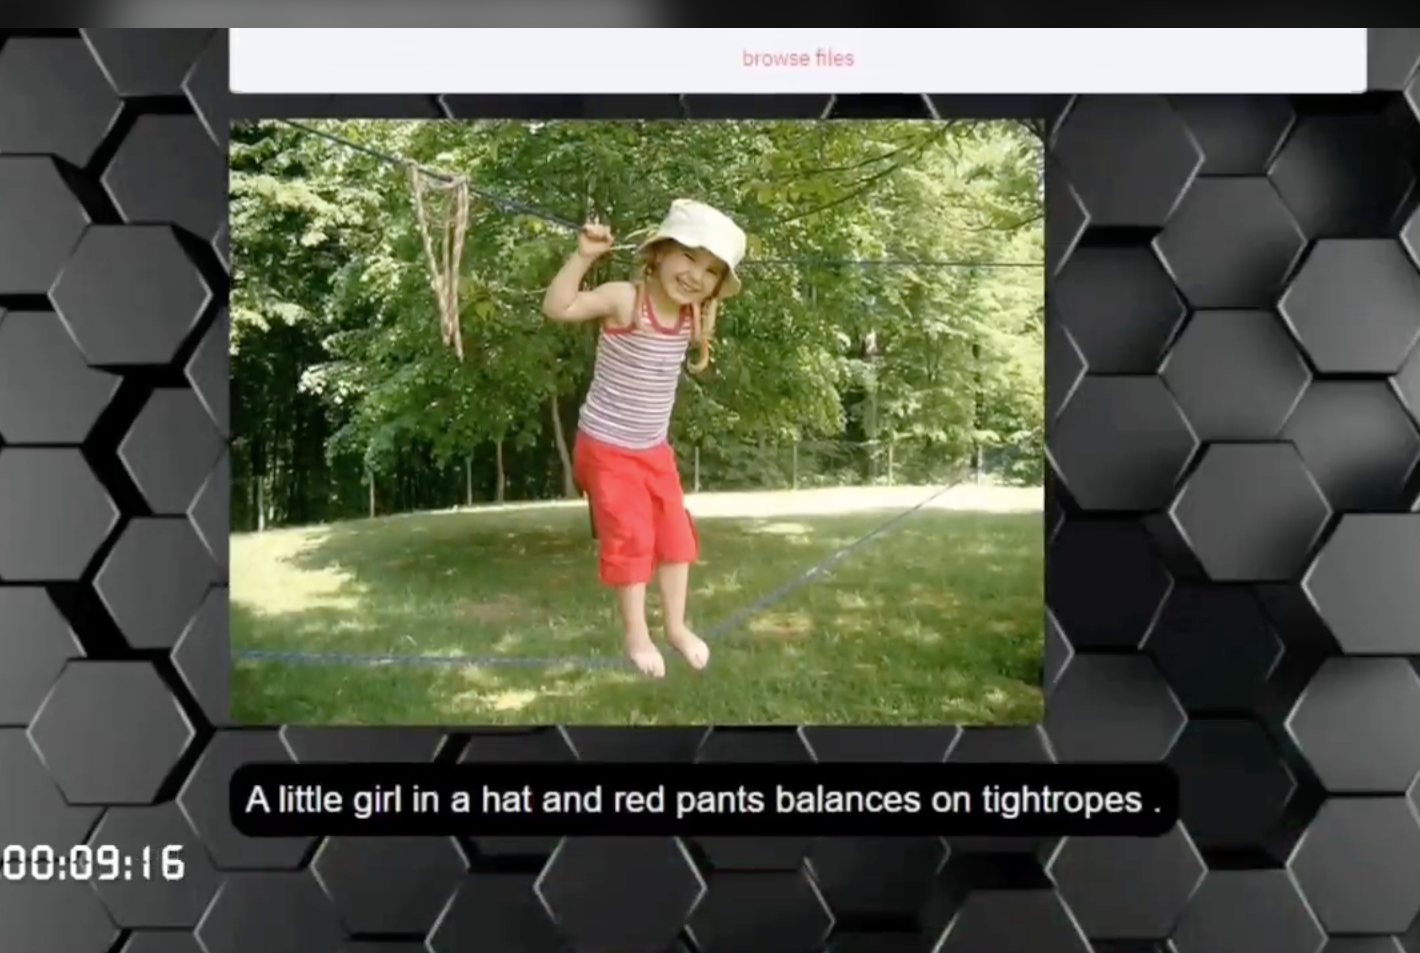 browse files
A little girl in a hat and red pants balances on tightropes .
00:09:16